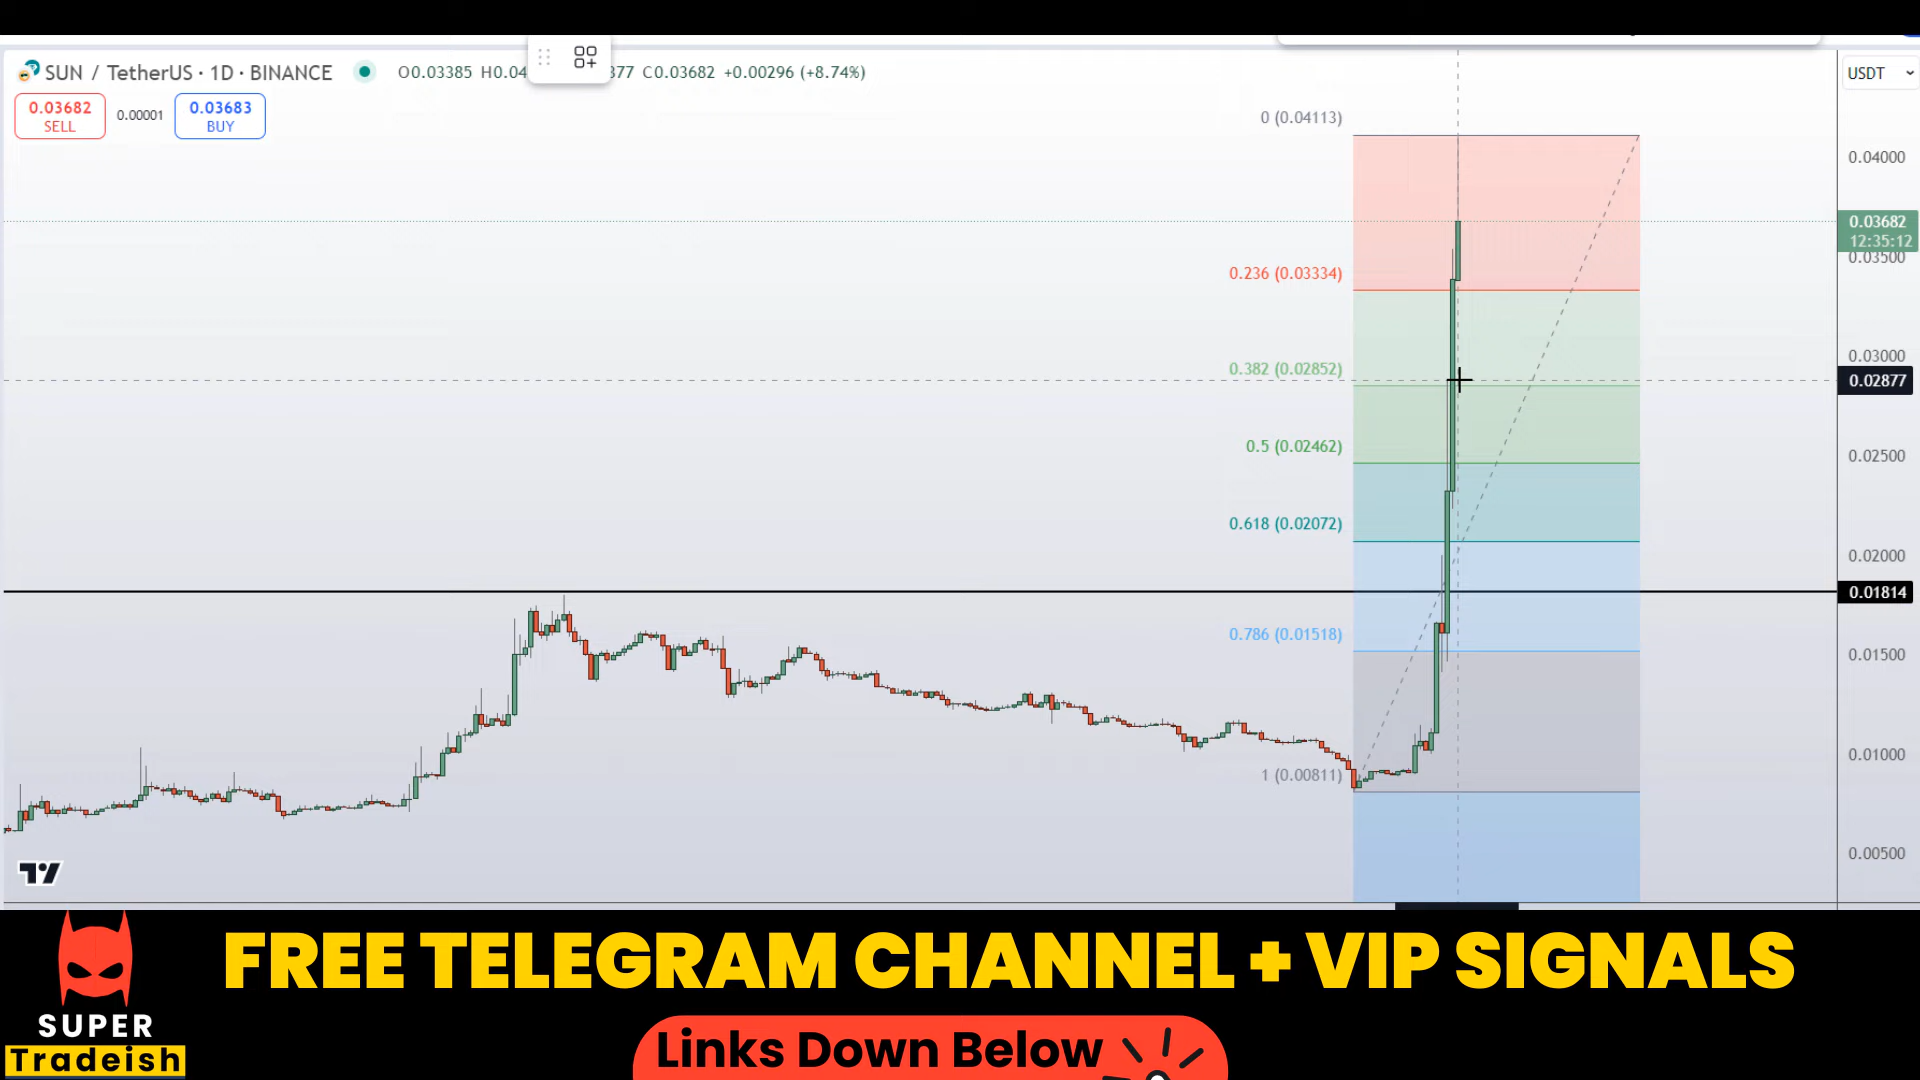 SUN / TetherUS · 1D · BINANCE
O0.03385 H0.04 377 C0.03682 +0.00296 (+8.74%)
USDT
0.03682
SELL
0.00001
0.03683
BUY
0 (0.04113)
0.236 (0.03334)
0.382 (0.02852)
0.5 (0.02462)
0.618 (0.02072)
0.786 (0.01518)
1 (0.00811)
0.04000
0.03682
12:35:12
0.03500
0.03000
0.02877
0.02500
0.02000
0.01814
0.01500
0.01000
0.00500
FREE TELEGRAM CHANNEL + VIP SIGNALS
SUPER
Tradeish
Links Down Below